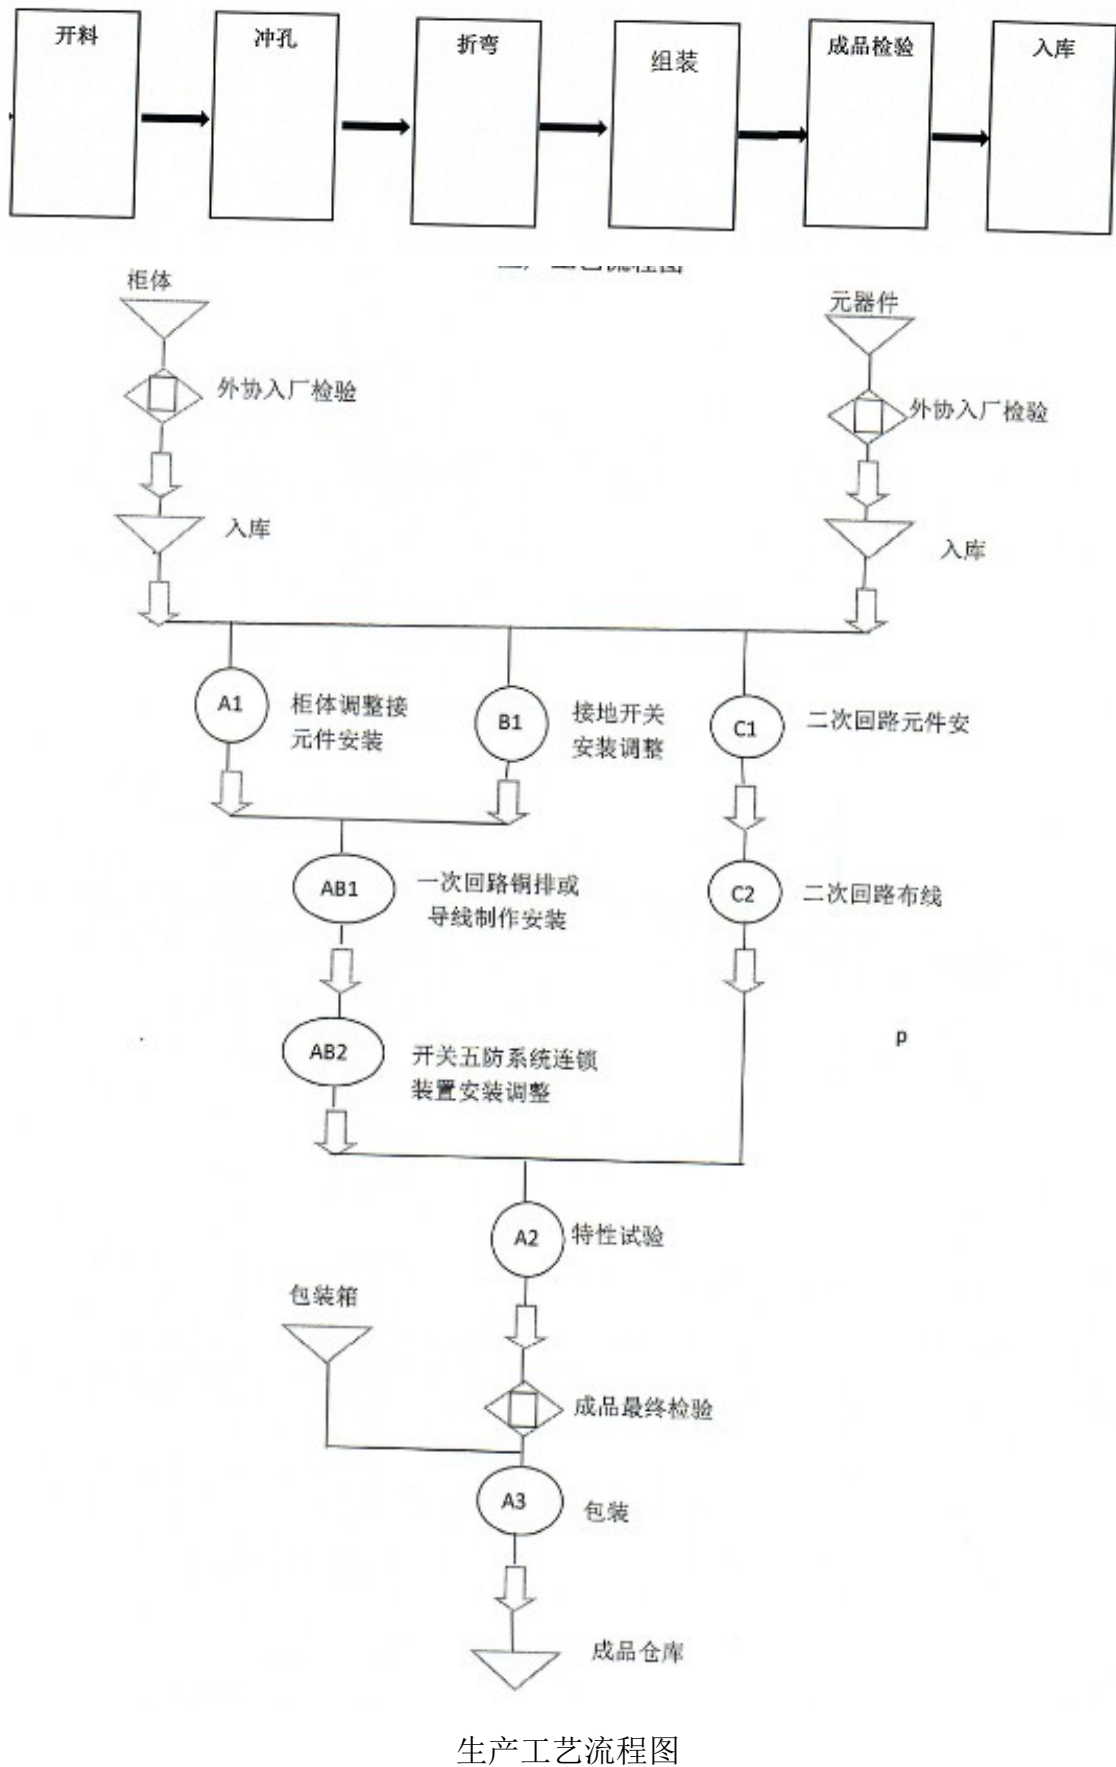 开料
冲孔
折弯
组装
成品检验
入库
柜体
元器件
外协入厂检验
外协入厂检验
入库
入库
A1
柜体调整接
元件安装
B1
接地开关
安装调整
C1
二次回路元件安
AB1
一次回路铜排或
导线制作安装
C2
二次回路布线
AB2
开关五防系统连锁
装置安装调整
p
A2
特性试验
包装箱
成品最终检验
A3
包装
成品仓库
生产工艺流程图